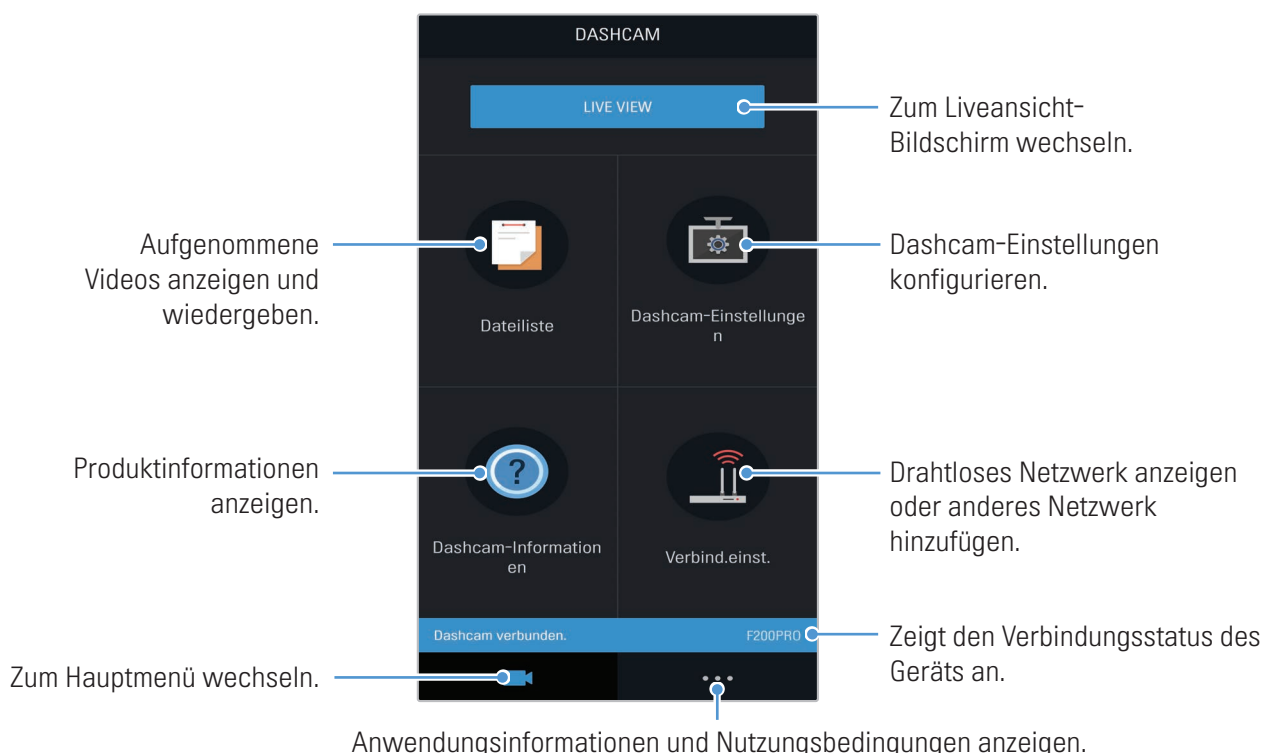 DASHCAM
LIVE VIEW
Zum Liveansicht-
Bildschirm wechseln.
Aufgenommene
Videos anzeigen und
wiedergeben.
Dateiliste
Dashcam-Einstellunge
n
Dashcam-Einstellungen
konfigurieren.
Produktinformationen
anzeigen.
?
Dashcam-Information
en
Verbind.einst.
Drahtloses Netzwerk anzeigen
oder anderes Netzwerk
hinzufügen.
Dashcam verbunden.
F200PRO
Zeigt den Verbindungsstatus des
Geräts an.
Zum Hauptmenü wechseln.
Anwendungsinformationen und Nutzungsbedingungen anzeigen.